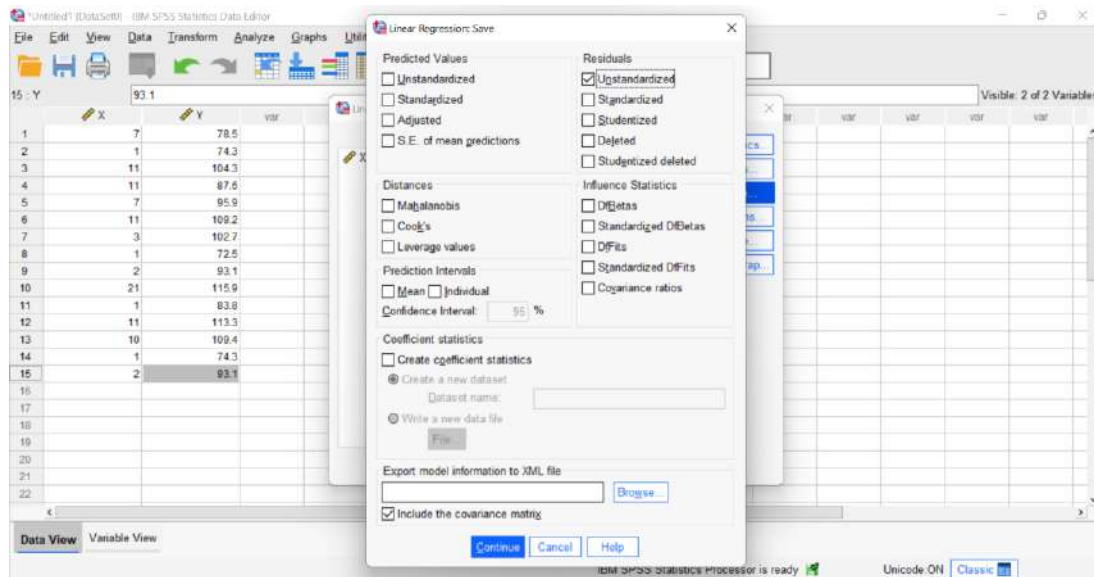 *Untitled1 [DataSet0] - IBM SPSS Statistics Data Editor
File Edit View Data Transform Analyze Graphs
15 : Y 93.1 Visible: 2 of 2 Variables
X Y var var var var var
1 7 78.5
2 1 74.3
3 11 104.3
4 11 87.6
5 7 95.9
6 11 109.2
7 3 102.7
8 1 72.5
9 2 93.1
10 21 115.9
11 1 83.8
12 11 113.3
13 10 109.4
14 1 74.3
15 2 93.1
16
17
18
19
20
21
22
Data View Variable View
IBM SPSS Statistics Processor is ready Unicode:ON Classic
Linear Regression: Save
Predicted Values
Unstandardized
Standardized
Adjusted
S.E. of mean predictions
Residuals
Unstandardized
Standardized
Studentized
Deleted
Studentized deleted
Distances
Mahalanobis
Cook's
Leverage values
Influence Statistics
DfBetas
Standardized DfBetas
DfFits
Standardized DfFits
Covariance ratios
Prediction Intervals
Mean Individual
Confidence Interval: 95 %
Coefficient statistics
Create coefficient statistics
Create a new dataset
Dataset name:
Write a new data file
File...
Export model information to XML file
Browse...
Include the covariance matrix
Continue Cancel Help